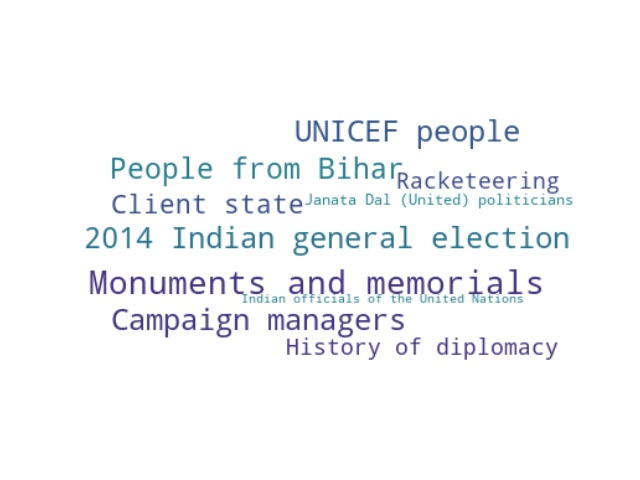 UNICEF people
People from Bihar
Racketeering
Client state
Janata Dal (United) politicians
2014 Indian general election
Monuments and memorials
Indian officials of the United Nations
Campaign managers
History of diplomacy